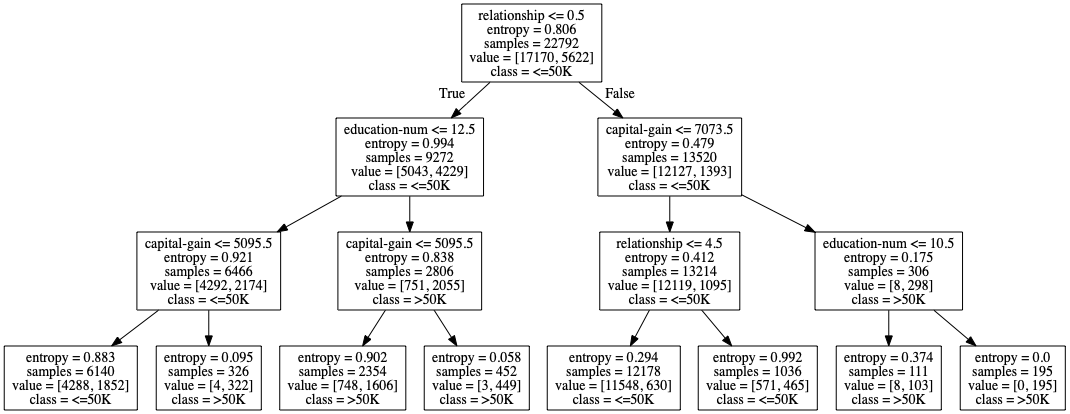 relationship <= 0.5
entropy = 0.806
samples = 22792
value = [17170, 5622]
class = <=50K
True
False
education-num <= 12.5
entropy = 0.994
samples = 9272
value = [5043, 4229]
class = <=50K
capital-gain <= 7073.5
entropy = 0.479
samples = 13520
value = [12127, 1393]
class = <=50K
capital-gain <= 5095.5
entropy = 0.921
samples = 6466
value = [4292, 2174]
class = <=50K
capital-gain <= 5095.5
entropy = 0.838
samples = 2806
value = [751, 2055]
class = >50K
relationship <= 4.5
entropy = 0.412
samples = 13214
value = [12119, 1095]
class = <=50K
education-num <= 10.5
entropy = 0.175
samples = 306
value = [8, 298]
class = >50K
entropy = 0.883
samples = 6140
value = [4288, 1852]
class = <=50K
entropy = 0.095
samples = 326
value = [4, 322]
class = >50K
entropy = 0.902
samples = 2354
value = [748, 1606]
class = >50K
entropy = 0.058
samples = 452
value = [3, 449]
class = >50K
entropy = 0.294
samples = 12178
value = [11548, 630]
class = <=50K
entropy = 0.992
samples = 1036
value = [571, 465]
class = <=50K
entropy = 0.374
samples = 111
value = [8, 103]
class = >50K
entropy = 0.0
samples = 195
value = [0, 195]
class = >50K